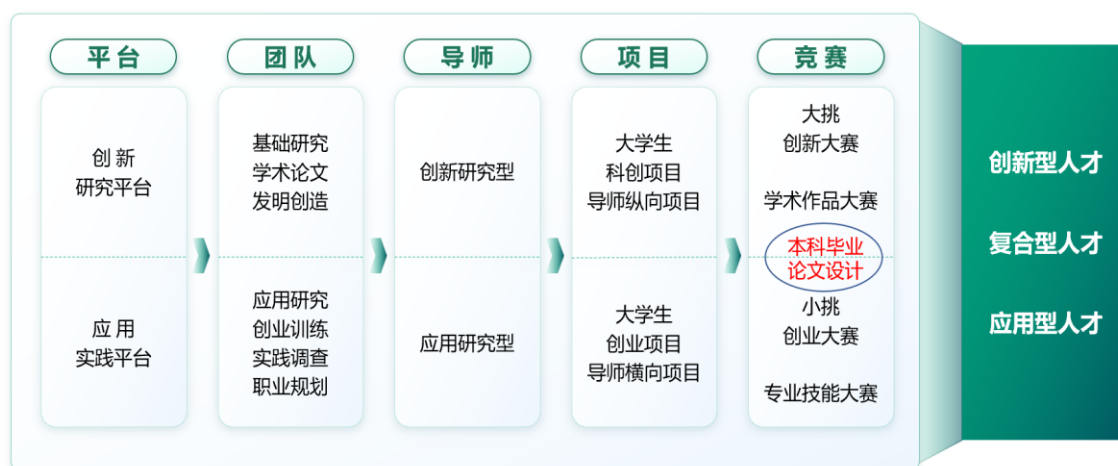 平台
创新
研究平台
应用
实践平台
团队
基础研究
学术论文
发明创造
应用研究
创业训练
实践调查
职业规划
导师
创新研究型
应用研究型
项目
大学生
科创项目
导师纵向项目
大学生
创业项目
导师横向项目
竞赛
大挑
创新大赛
学术作品大赛
本科毕业
论文设计
小挑
创业大赛
专业技能大赛
创新型人才
复合型人才
应用型人才